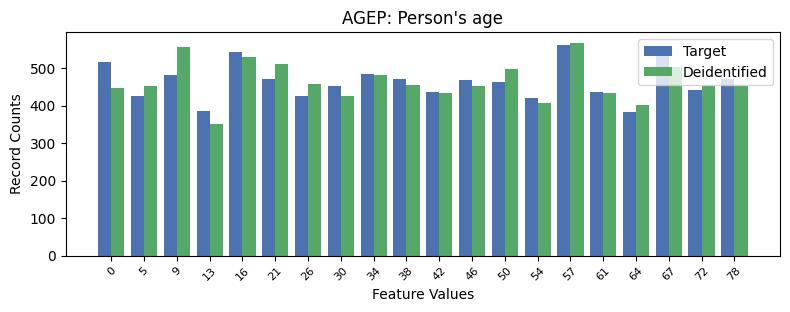 AGEP: Person's age
Target
Deidentified
Record Counts
500
400
300
200
100
0
0 5 9 13 16 21 26 30 34 38 42 46 50 54 57 61 64 67 72 78
Feature Values